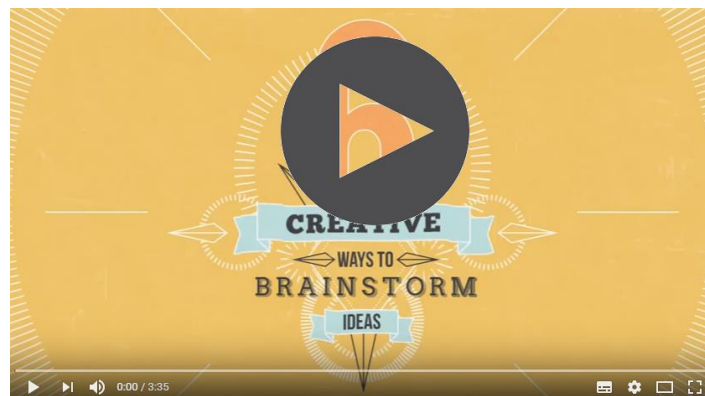 CREATIVE
WAYS TO
BRAINSTORM
IDEAS
0:00 / 3:35